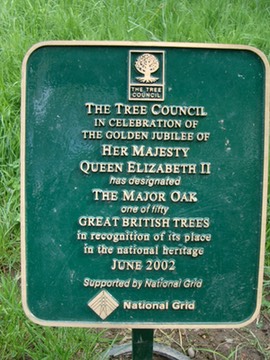 THE TREE
COUNCIL
THE TREE COUNCIL
IN CELEBRATION OF
THE GOLDEN JUBILEE OF
HER MAJESTY
QUEEN ELIZABETH II
has designated
THE MAJOR OAK
one of fifty
GREAT BRITISH TREES
in recognition of its place
in the national heritage
JUNE 2002
Supported by National Grid
National Grid